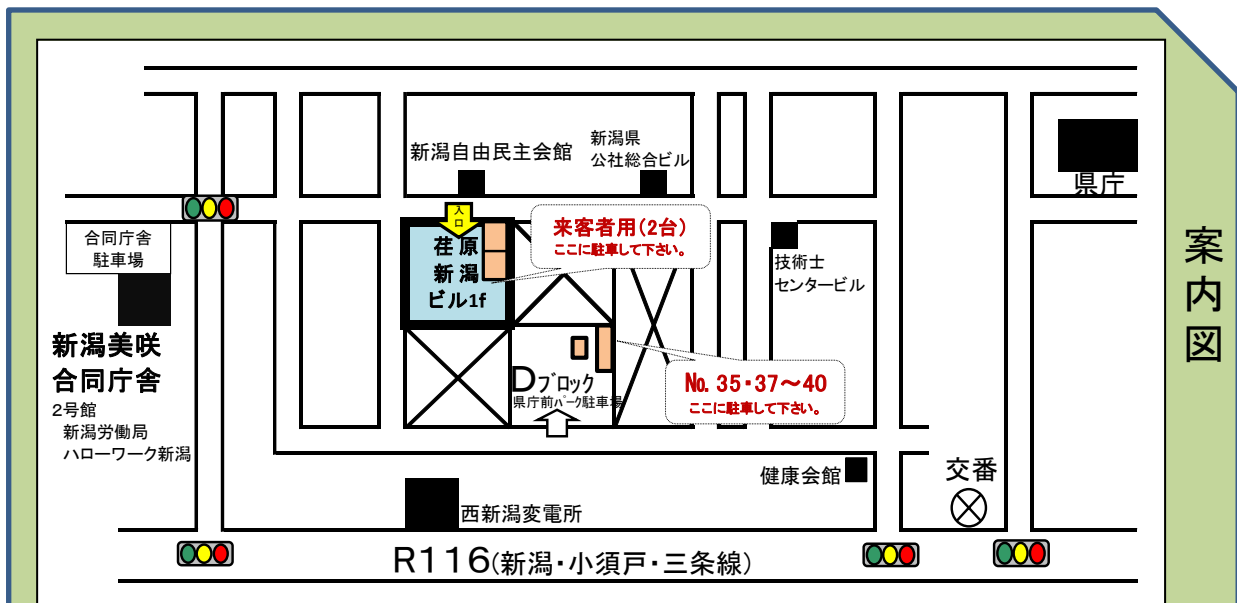 新潟自由民主会館
新潟県
公社総合ビル
県庁
入
口
荏原
新潟
ビル1f
来客者用(2台)
ここに駐車して下さい。
合同庁舎
駐車場
技術士
センタービル
案
内
図
新潟美咲
合同庁舎
2号館
新潟労働局
ハローワーク新潟
Dブロック
県庁前パーク駐車場
№35・37～40
ここに駐車して下さい。
健康会館
交番
西新潟変電所
R116(新潟・小須戸・三条線)